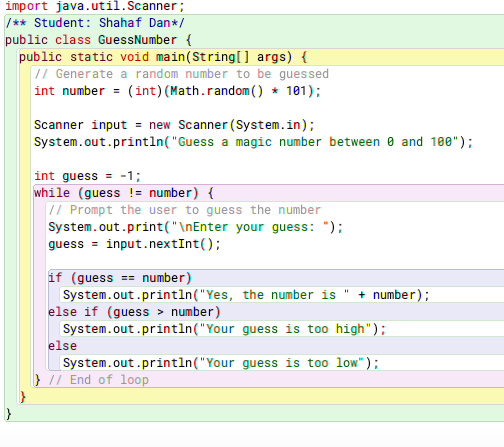 import java.util.Scanner;
/** Student: Shahaf Dan*/
public class GuessNumber {
public static void main(String[] args) {
// Generate a random number to be guessed
int number = (int)(Math.random() * 101);
Scanner input = new Scanner(System.in);
System.out.println("Guess a magic number between 0 and 100");
int guess = -1;
while (guess != number) {
// Prompt the user to guess the number
System.out.print("\nEnter your guess: ");
guess = input.nextInt();
if (guess == number)
System.out.println("Yes, the number is " + number);
else if (guess > number)
System.out.println("Your guess is too high");
else
System.out.println("Your guess is too low");
} // End of loop
}
}